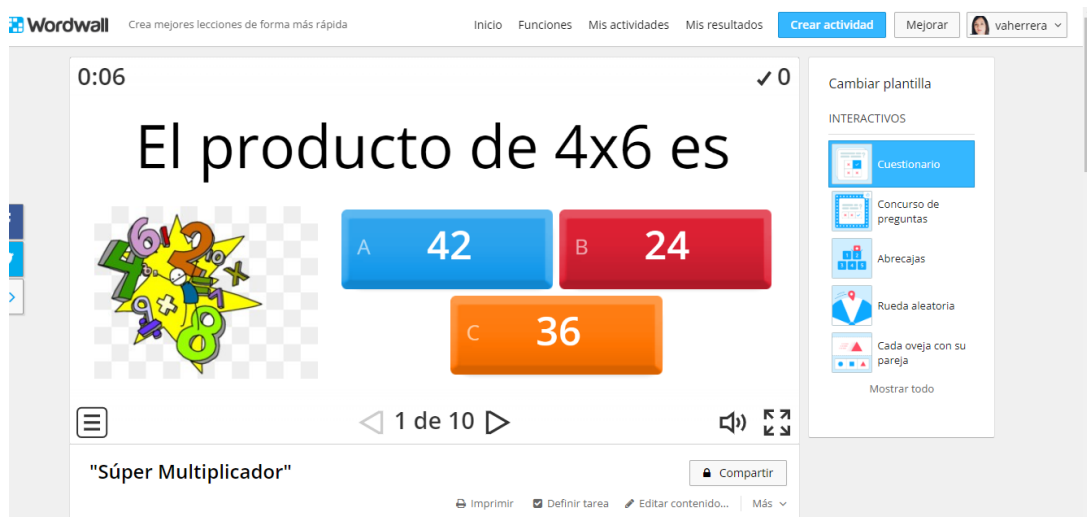 Wordwall Crea mejores lecciones de forma más rápida Inicio Funciones Mis actividades Mis resultados Crear actividad Mejorar vaherrera
0:06 ✓ 0
El producto de 4x6 es
A 42
B 24
C 36
1 de 10
"Súper Multiplicador"
Compartir
Imprimir Definir tarea Editar contenido... Más
Cambiar plantilla
INTERACTIVOS
Cuestionario
Concurso de
preguntas
Abrecajas
Rueda aleatoria
Cada oveja con su
pareja
Mostrar todo